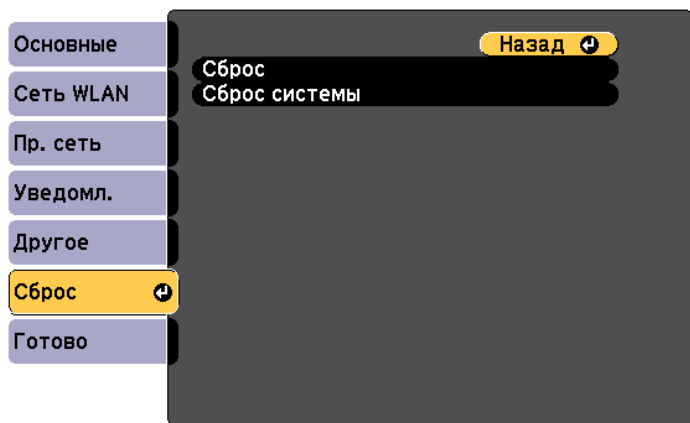 Основные
Сеть WLAN
Пр. сеть
Уведомл.
Другое
Сброс
Готово
Назад
Сброс
Сброс системы